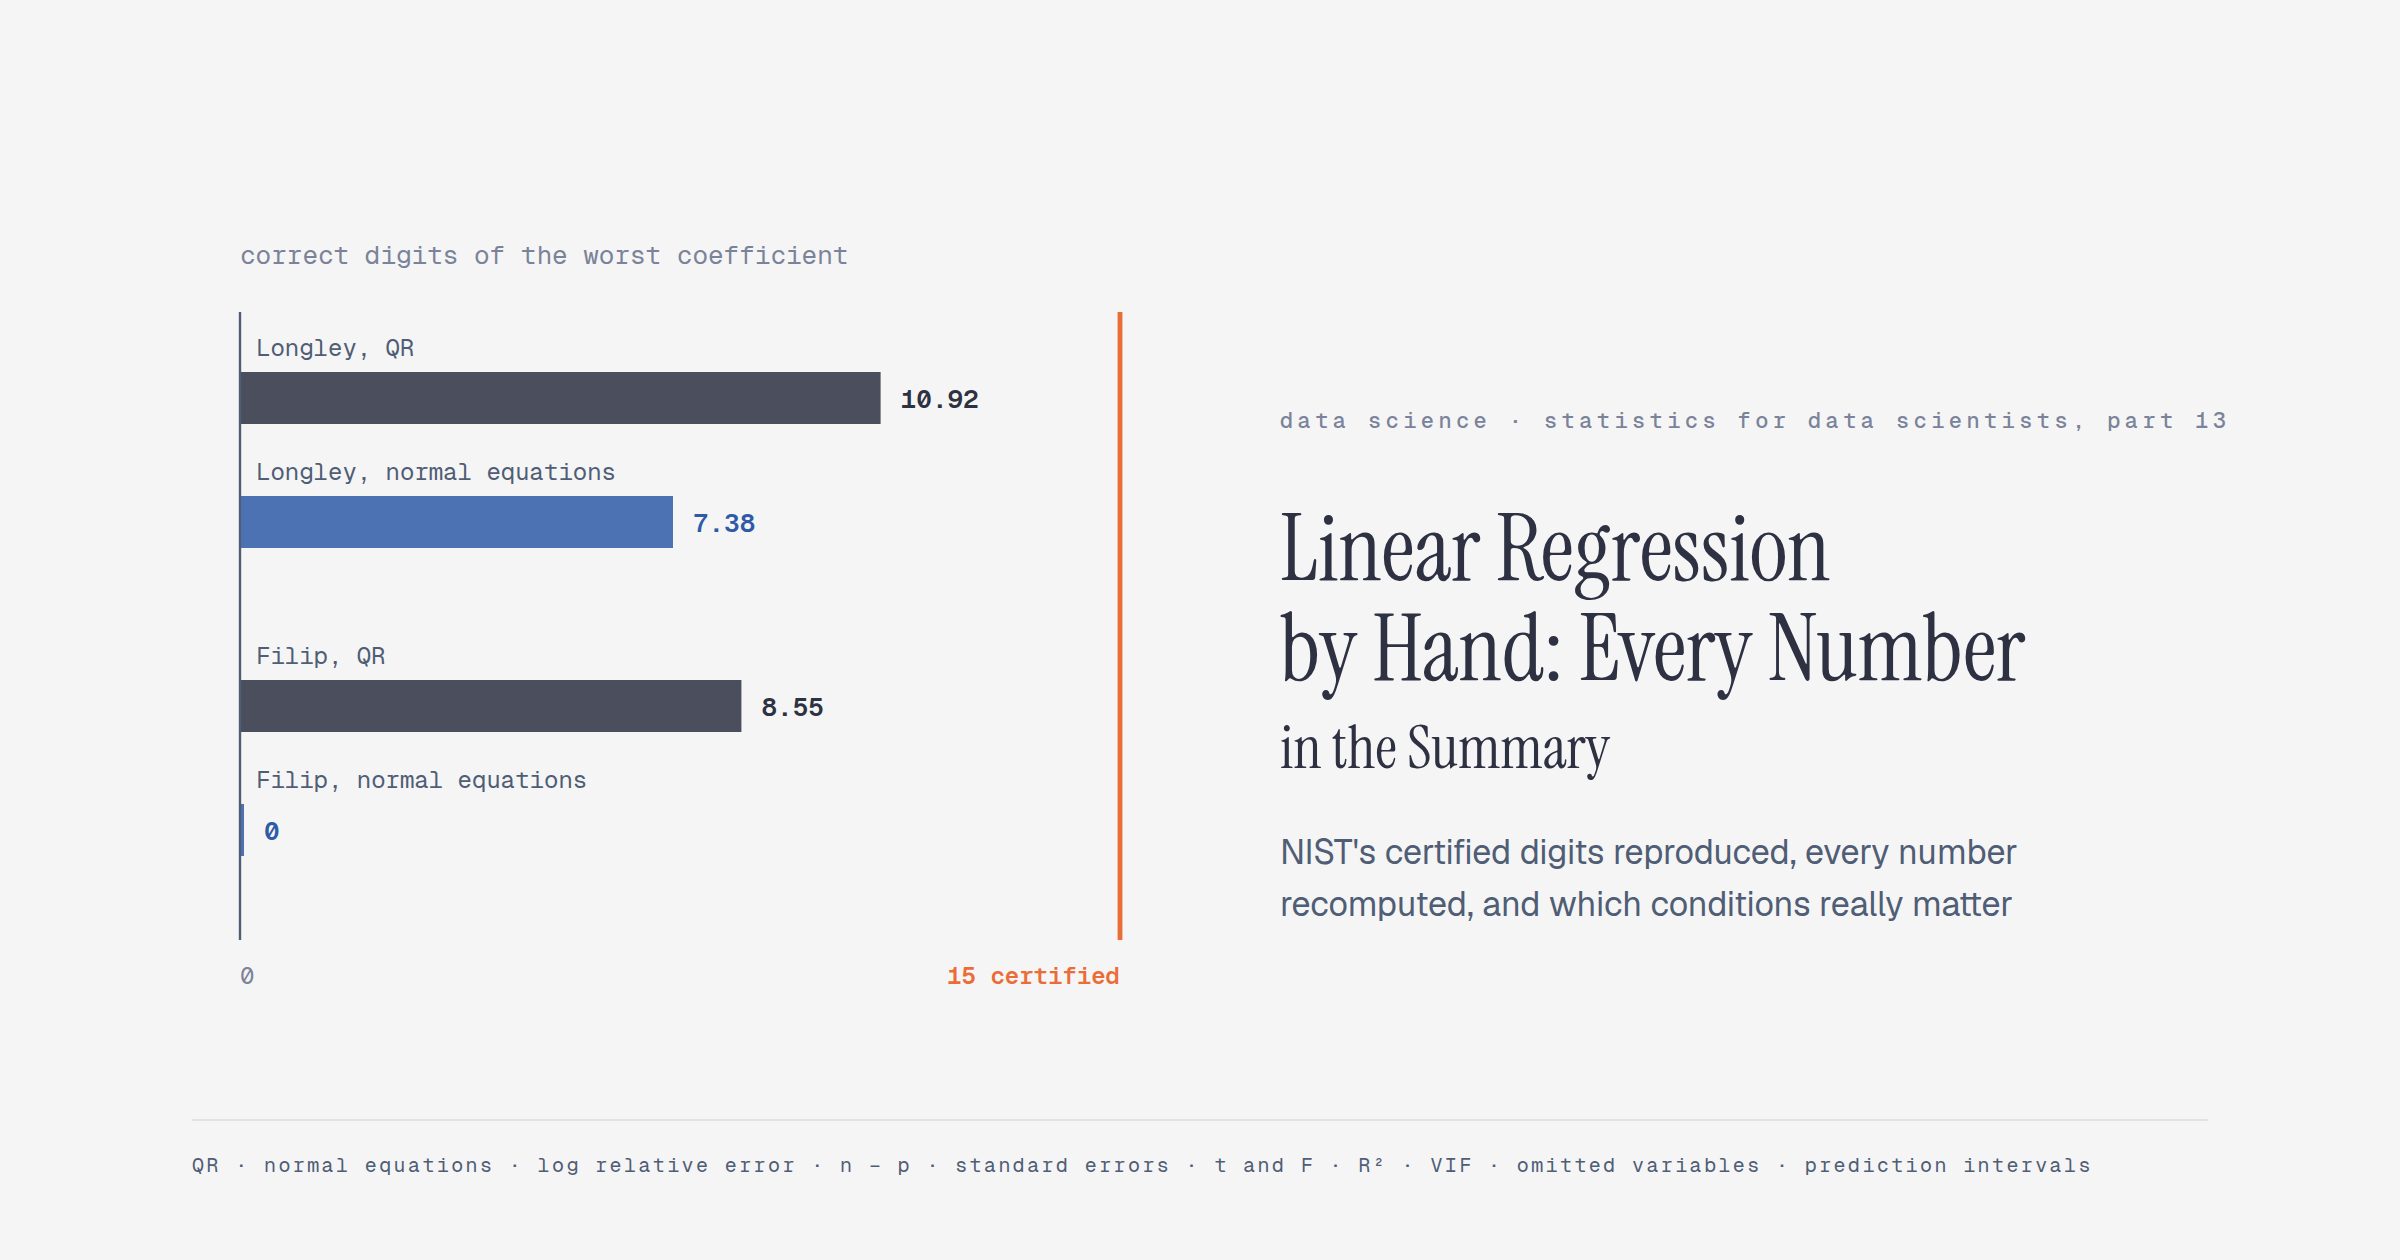 correct digits of the worst coefficient
Longley, QR
10.92
Longley, normal equations
7.38
Filip, QR
8.55
Filip, normal equations
0
0
15 certified
data science · statistics for data scientists, part 13
Linear Regression
by Hand: Every Number
in the Summary
NIST's certified digits reproduced, every number
recomputed, and which conditions really matter
QR · normal equations · log relative error · n − p · standard errors · t and F · R² · VIF · omitted variables · prediction intervals